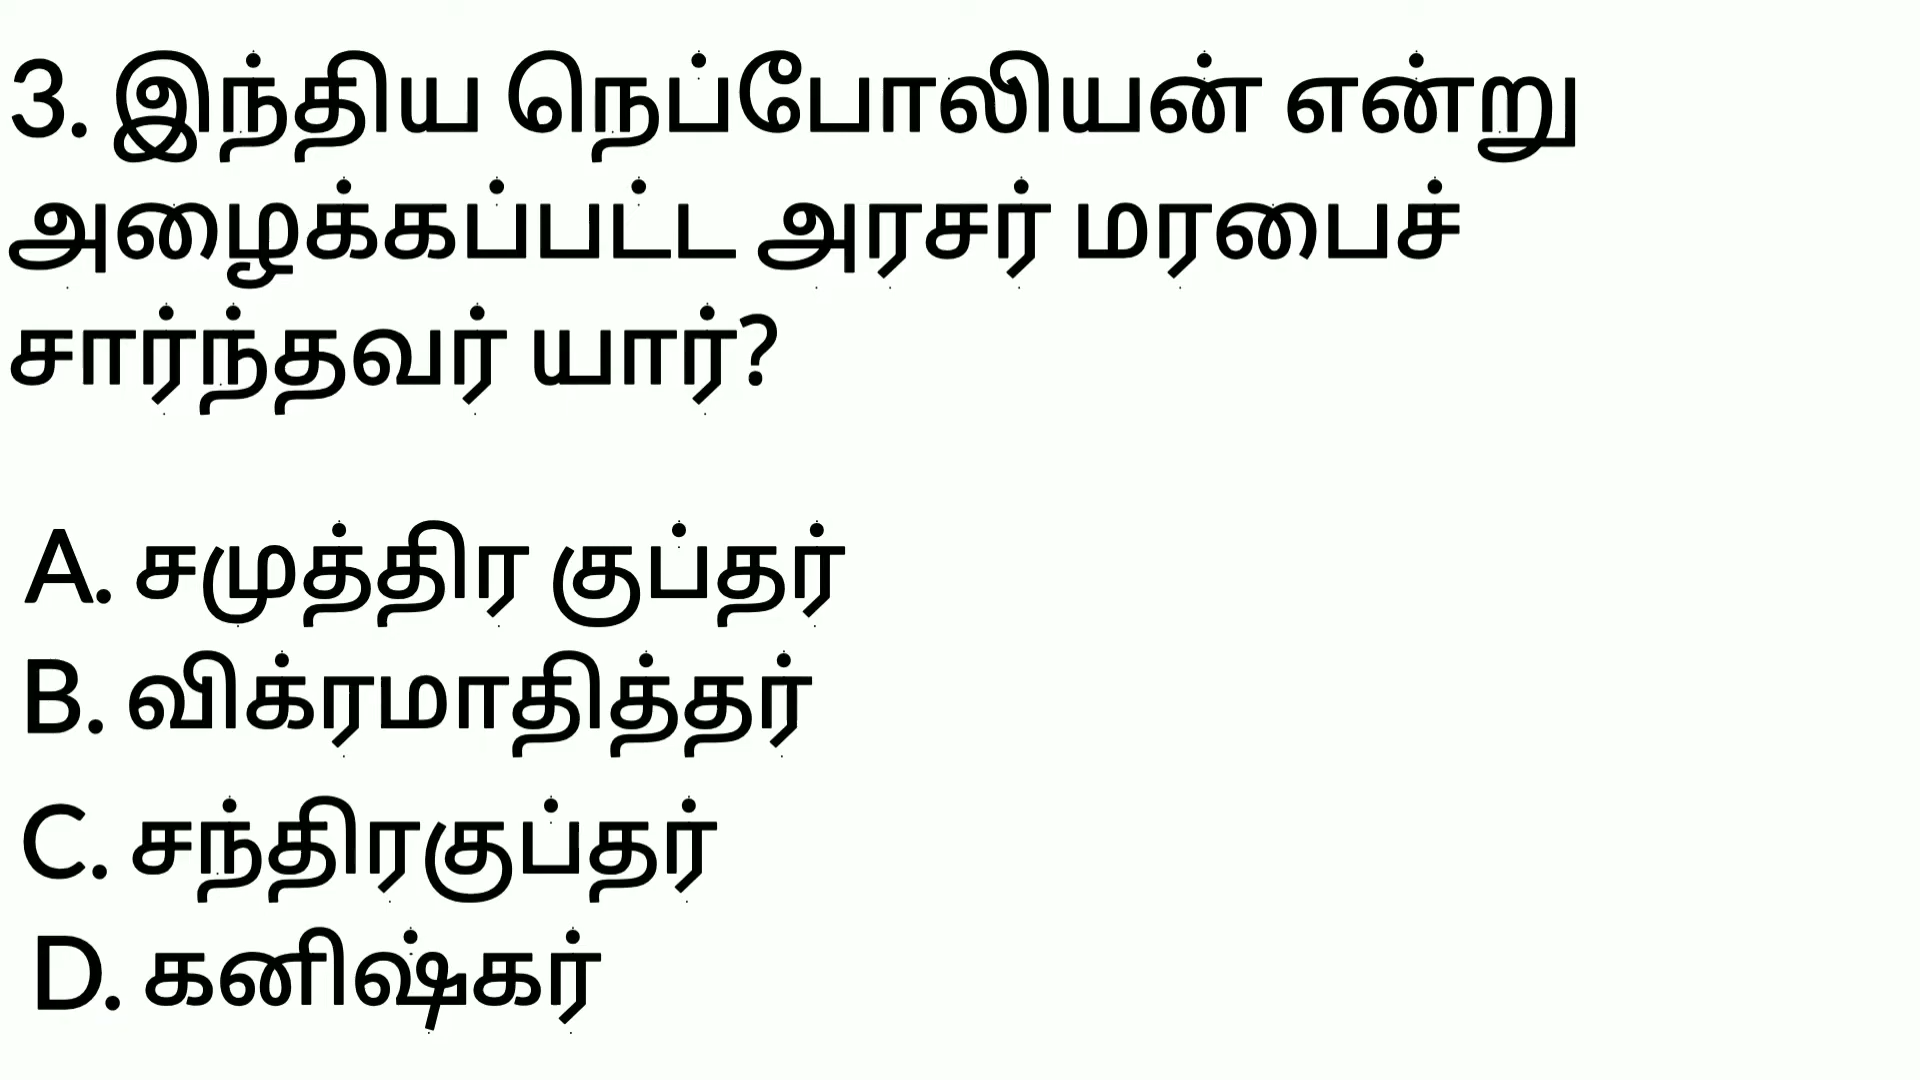 3. இந்திய நெப்போலியன் என்று
அழைக்கப்பட்ட அரசர் மரபைச்
சார்ந்தவர் யார்?
A. சமுத்திர குப்தர்
B. விக்ரமாதித்தர்
C. சந்திரகுப்தர்
D. கனிஷ்கர்